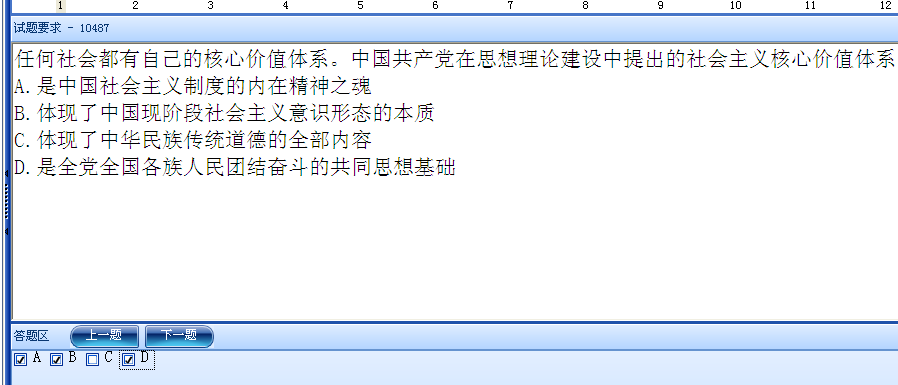 1 2 3 4 5 6 7 8 9 10 11 12
试题要求 - 10487
任何社会都有自己的核心价值体系。中国共产党在思想理论建设中提出的社会主义核心价值体系
A. 是中国社会主义制度的内在精神之魂
B. 体现了中国现阶段社会主义意识形态的本质
C. 体现了中华民族传统道德的全部内容
D. 是全党全国各族人民团结奋斗的共同思想基础
答题区 上一题 下一题
A B C D